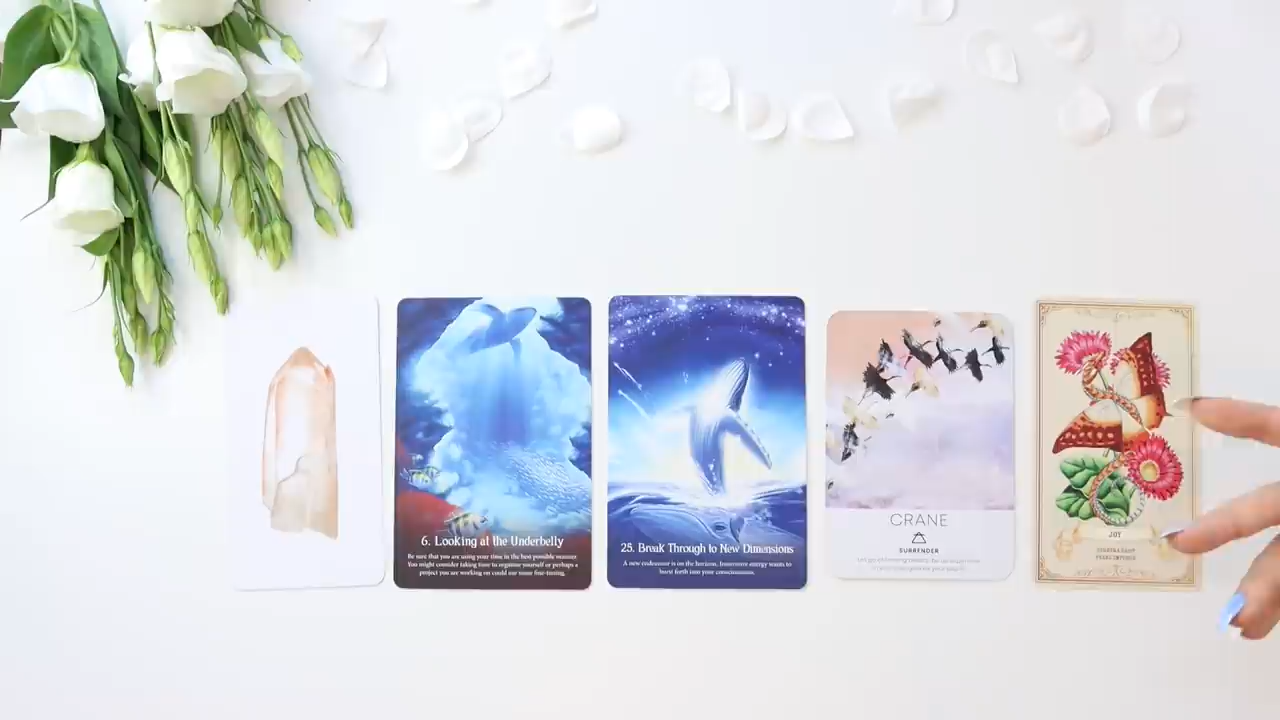 6. Looking at the Underbelly
Be sure that you are using your time in the best possible manner.
You might consider taking time to organise yourself or perhaps a
project you are working on could use some fine-tuning.
25. Break Through to New Dimensions
A new endeavour is on the horizon. Innermost energy wants to
burst forth into your consciousness.
CRANE
SURRENDER
JOY